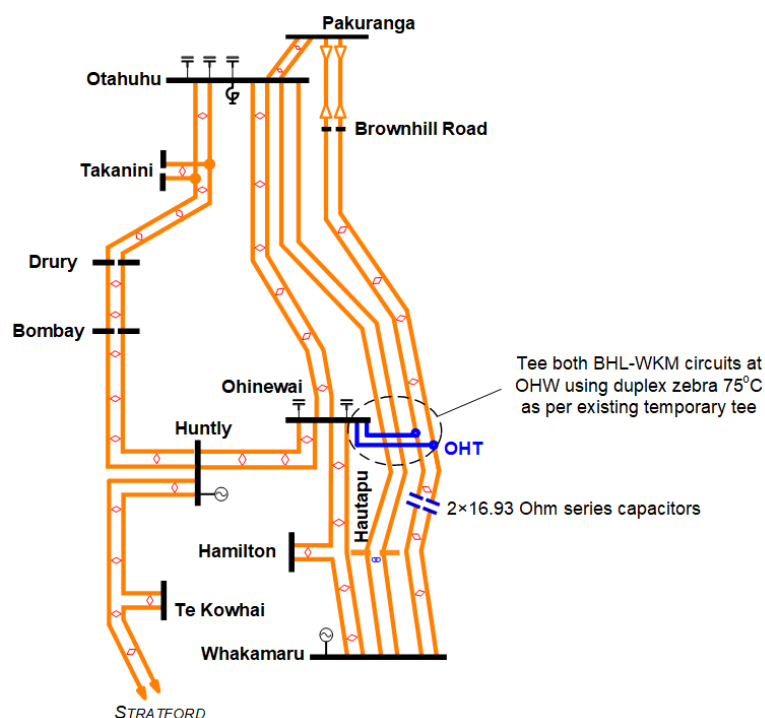 Pakuranga
Otahuhu
Brownhill Road
Takanini
Drury
Bombay
Tee both BHL-WKM circuits at
OHW using duplex zebra 75⁰C
as per existing temporary tee
Ohinewai
Huntly
OHT
Hautapu
2×16.93 Ohm series capacitors
Hamilton
Te Kowhai
Whakamaru
STRATFORD